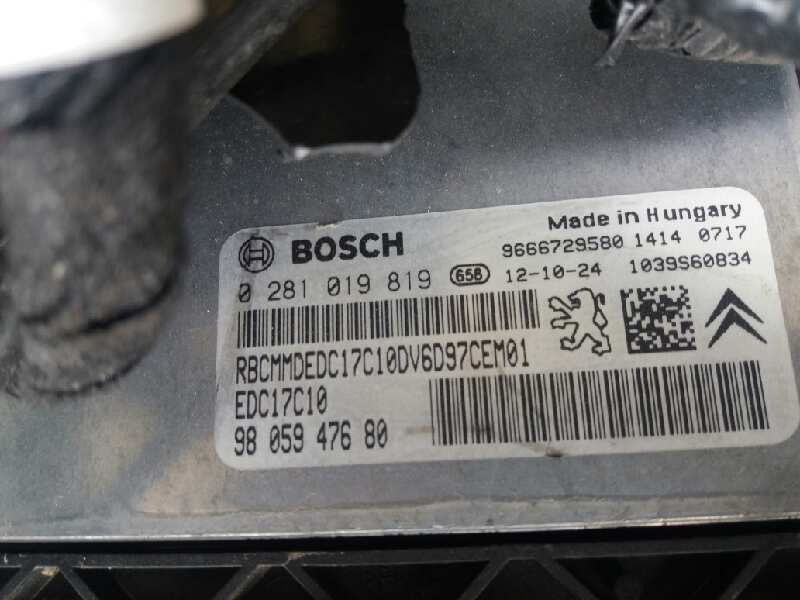 Made in Hungary
BOSCH 9666729580 1414 0717
0 281 019 819 658 12-10-24 1039S60834
RBCMMDEDC17C10DV6D97CEM01
EDC17C10
98 059 476 80